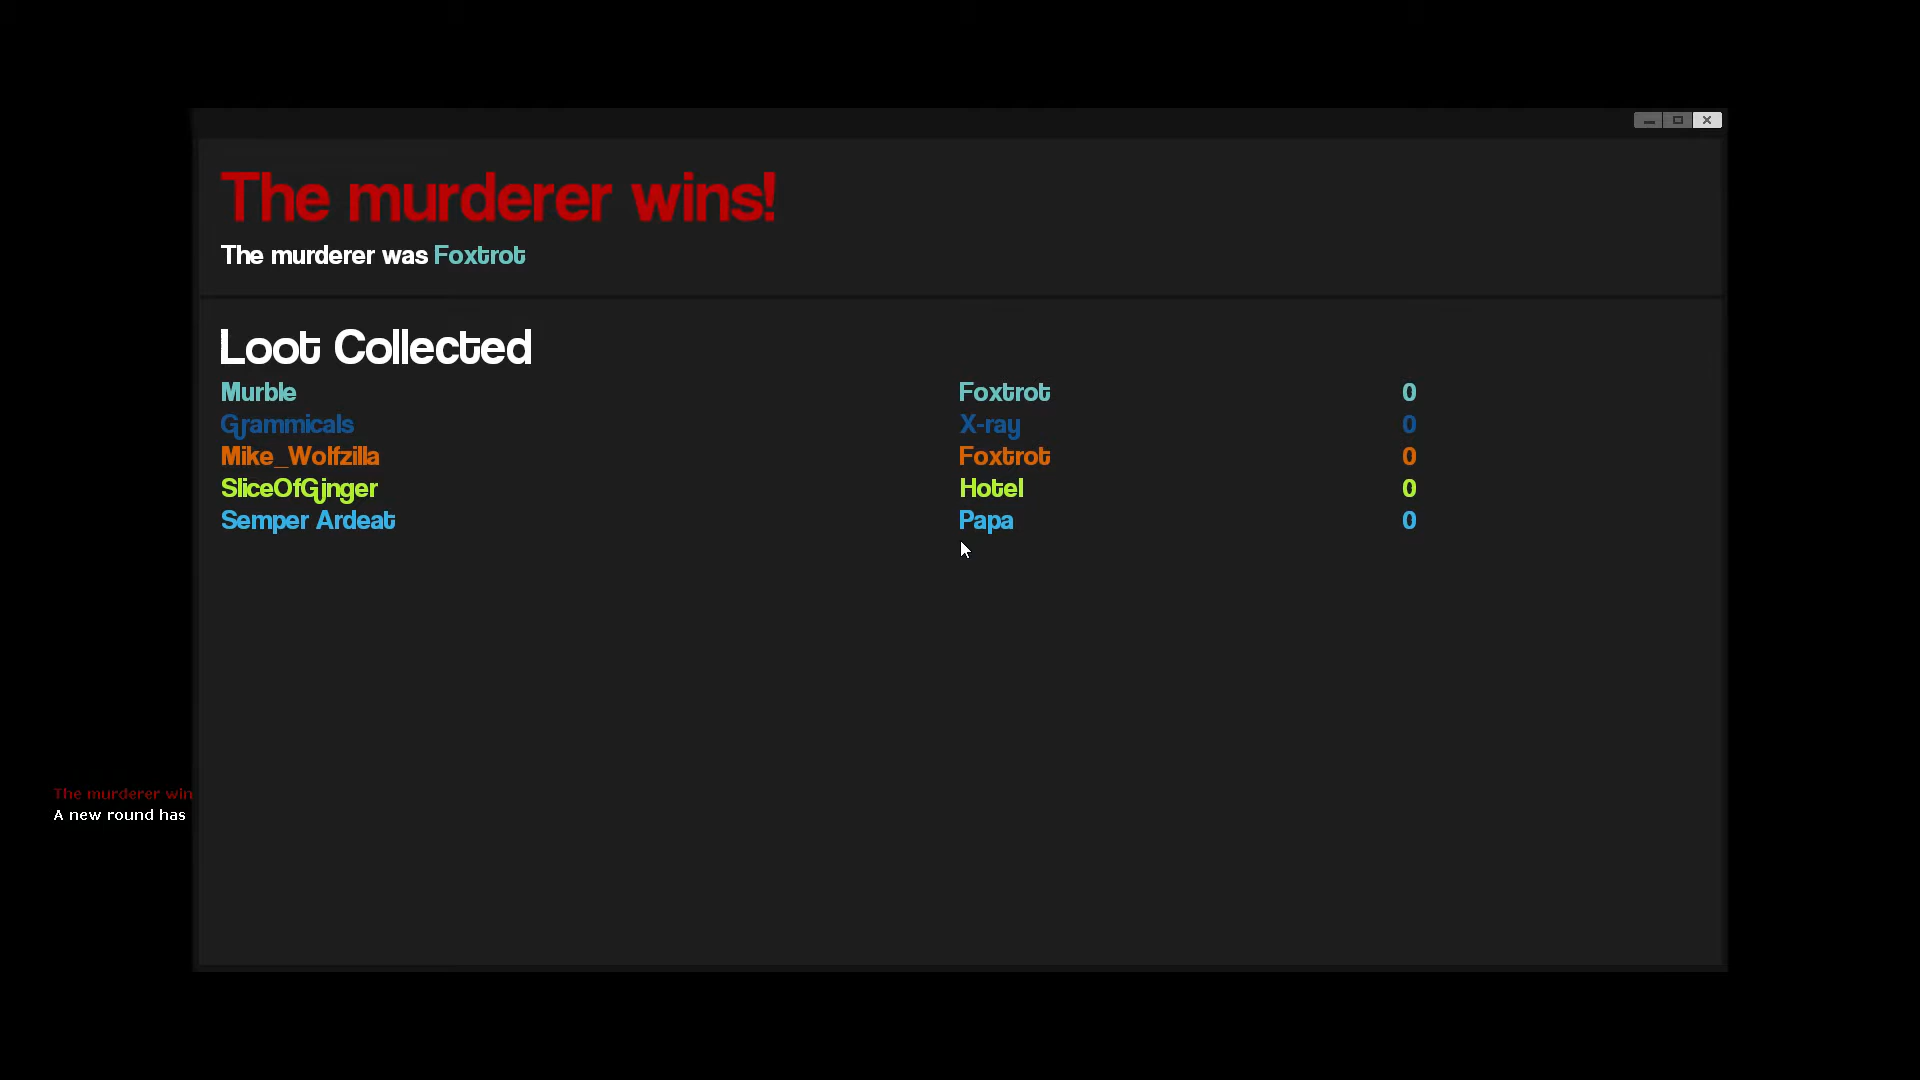 The murderer wins!
The murderer was Foxtrot
Loot Collected
Murble Foxtrot 0
Grammicals X-ray 0
Mike_Wolfzilla Foxtrot 0
SliceOfGinger Hotel 0
Semper Ardeat Papa 0
The murderer win
A new round has